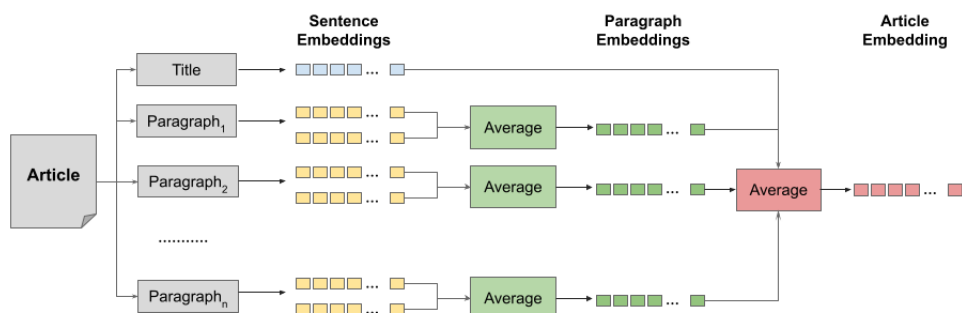 Sentence
Embeddings
Paragraph
Embeddings
Article
Embedding
Title
...
Paragraph1
...
...
Average
...
Article
Paragraph2
...
...
Average
...
Average
...
...........
Paragraphn
...
...
Average
...